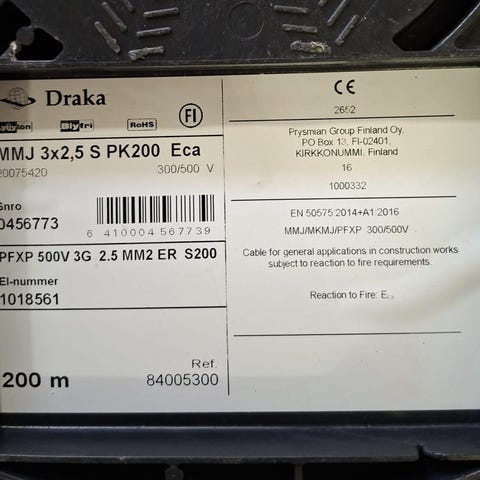 Draka
Blyfri
RoHS
FI
MMJ 3x2,5 S PK200 Eca
20075420 300/500 V
Snro
0456773
6 410004 567739
PFXP 500V 3G 2.5 MM2 ER S200
El-nummer
1018561
Ref.
200 m 84005300
CE
2652
Prysmian Group Finland Oy,
PO Box 13, FI-02401,
KIRKKONUMMI, Finland
16
1000332
EN 50575:2014+A1:2016
MMJ/MKMJ/PFXP 300/500V
Cable for general applications in construction works
subject to reaction to fire requirements.
Reaction to Fire: Eca